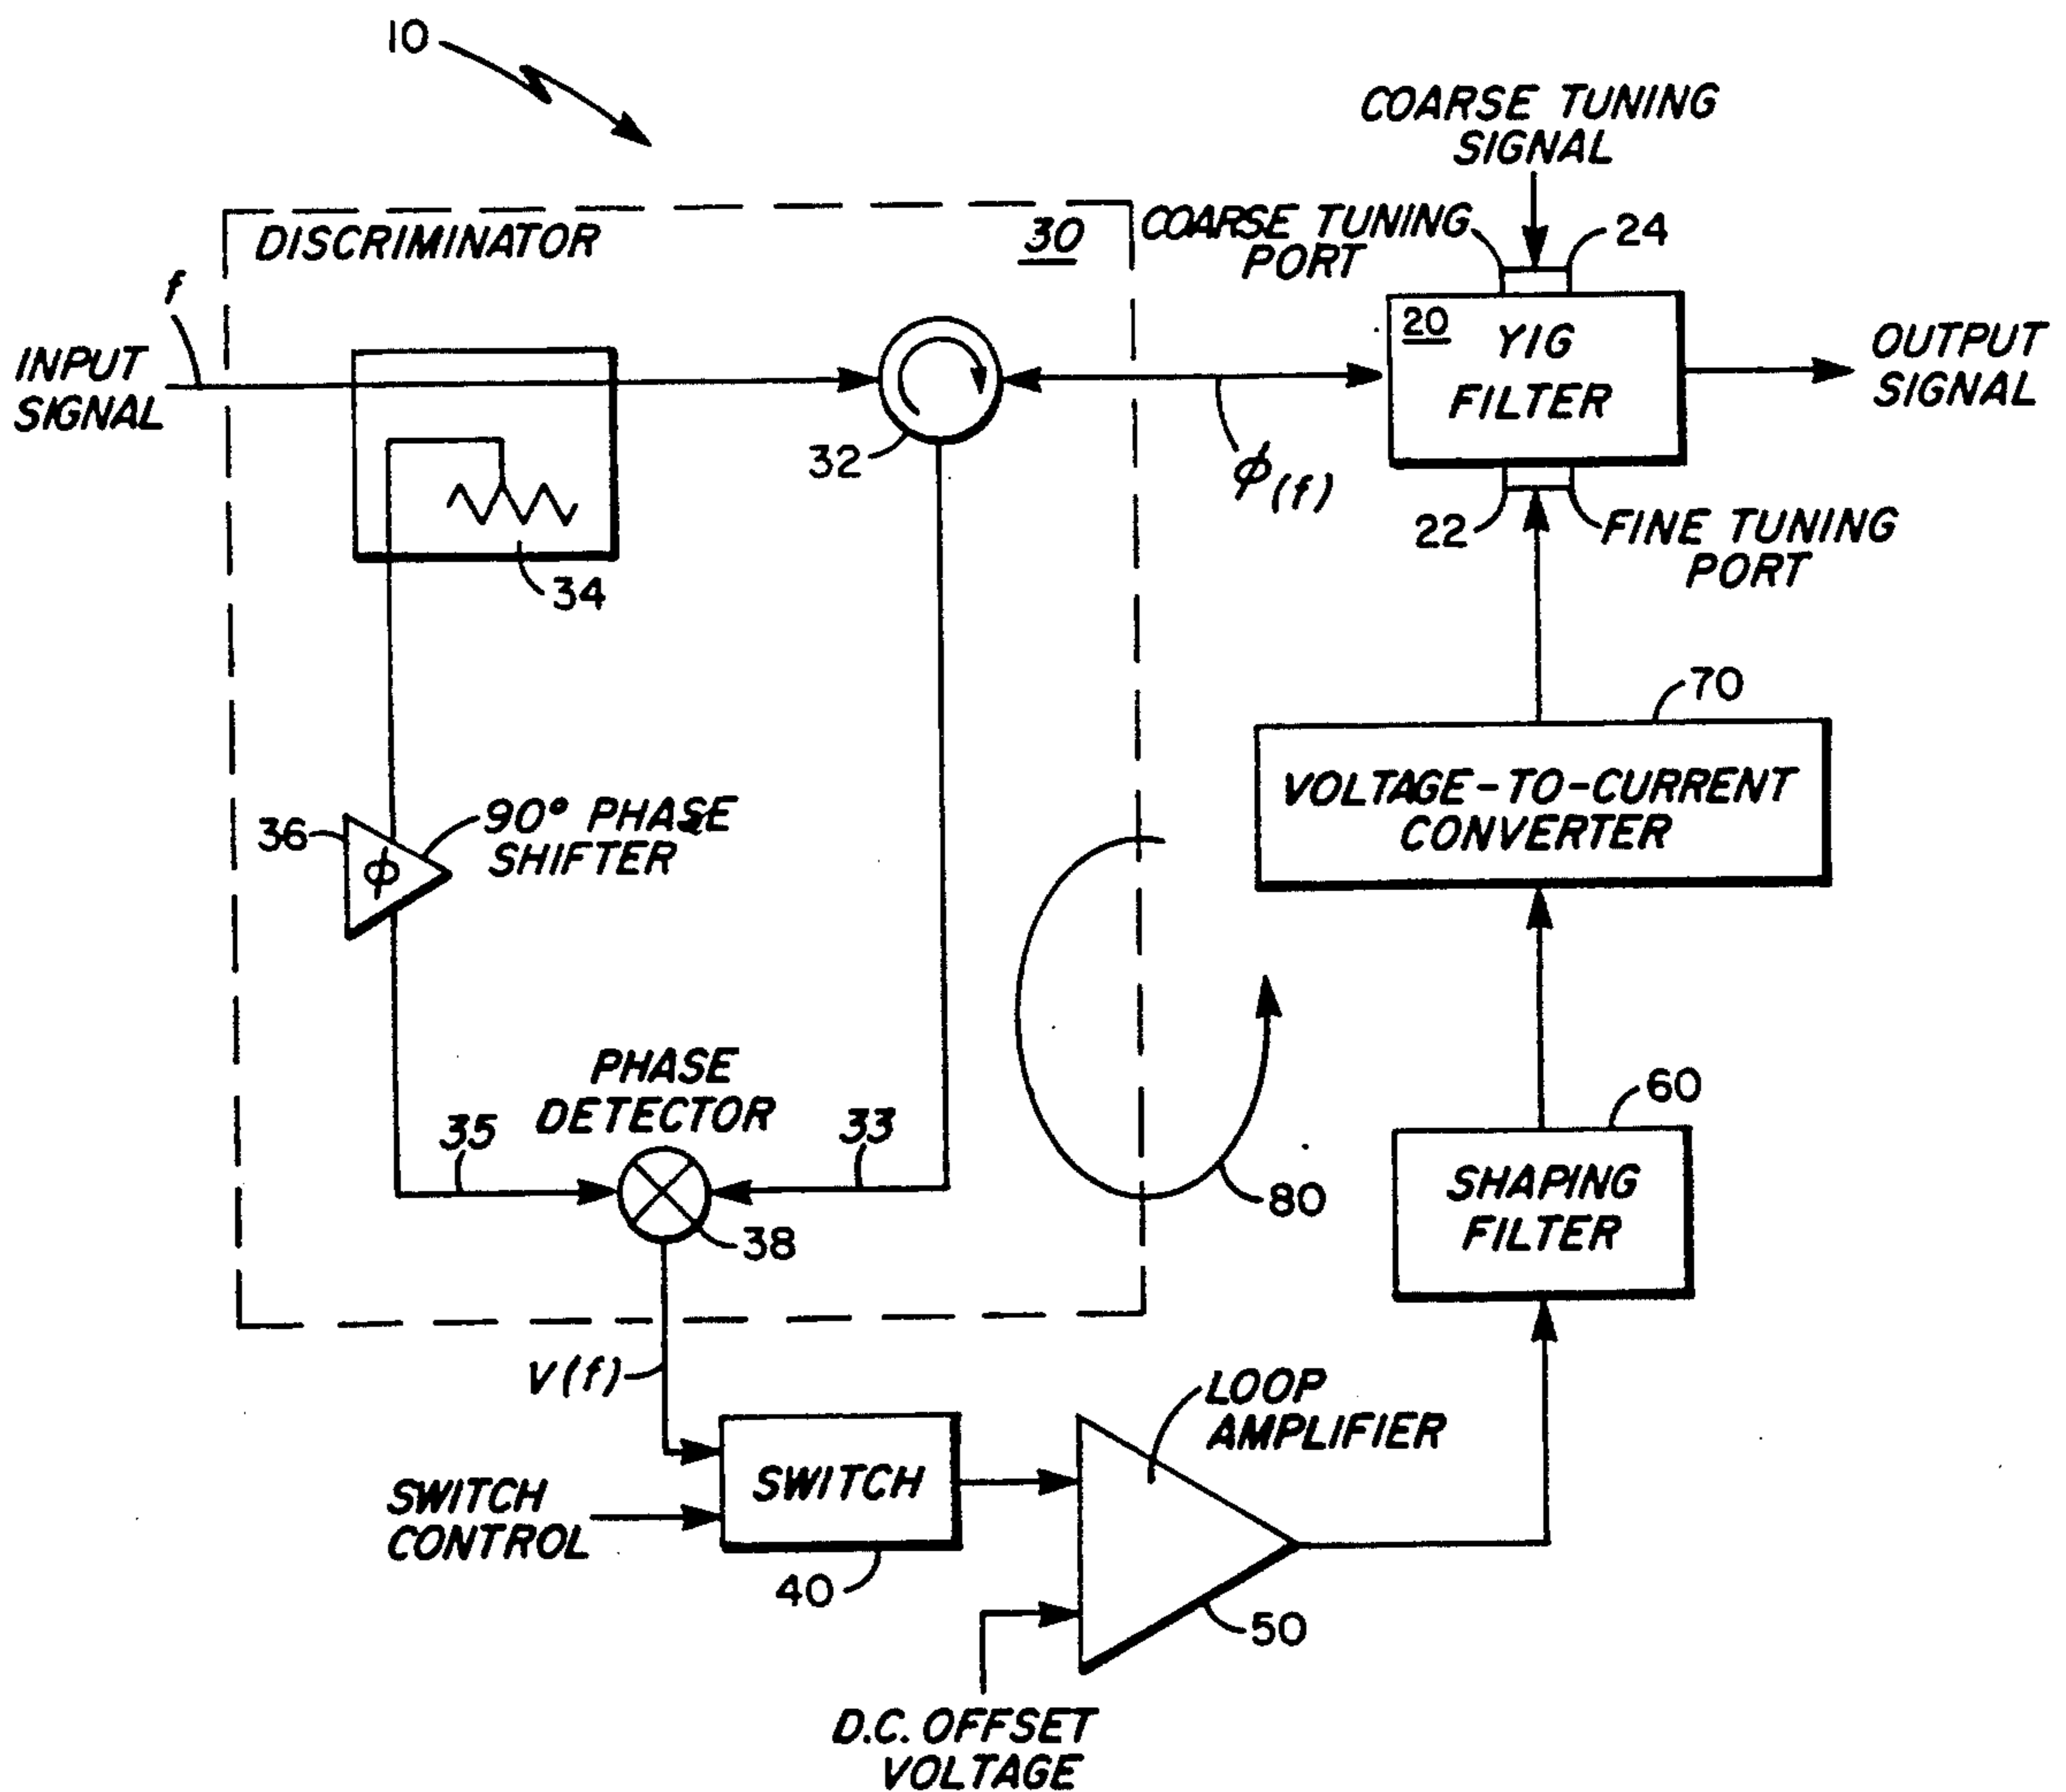 10
COARSE TUNING
SIGNAL
DISCRIMINATOR
30
COARSE TUNING
PORT
24
f
INPUT
SIGNAL
20
YIG
FILTER
OUTPUT
SIGNAL
32
ϕ(f)
22
FINE TUNING
PORT
34
70
VOLTAGE-TO-CURRENT
CONVERTER
36
ϕ
90° PHASE
SHIFTER
PHASE
DETECTOR
35
33
38
80
60
SHAPING
FILTER
V(f)
LOOP
AMPLIFIER
SWITCH
SWITCH
CONTROL
40
50
D.C. OFFSET
VOLTAGE